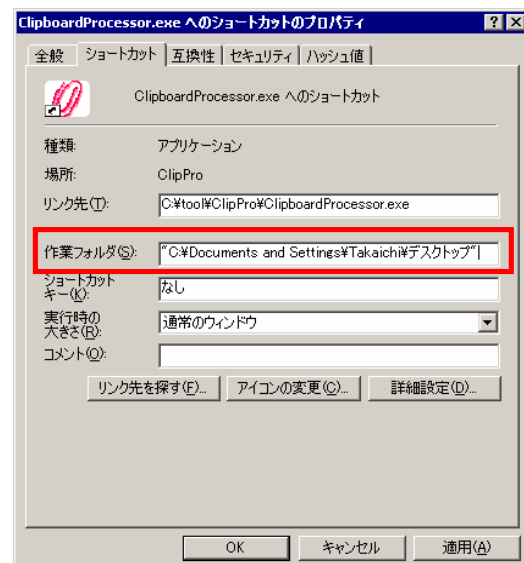 ClipboardProcessor.exe へのショートカットのプロパティ
全般 ショートカット 互換性 セキュリティ ハッシュ値
ClipboardProcessor.exe へのショートカット
種類: アプリケーション
場所: ClipPro
リンク先(T): C:¥tool¥ClipPro¥ClipboardProcessor.exe
作業フォルダ(S): "C:¥Documents and Settings¥Takaichi¥デスクトップ"
ショートカット
キー(K): なし
実行時の
大きさ(R): 通常のウィンドウ
コメント(O):
リンク先を探す(F)... アイコンの変更(C)... 詳細設定(D)...
OK キャンセル 適用(A)